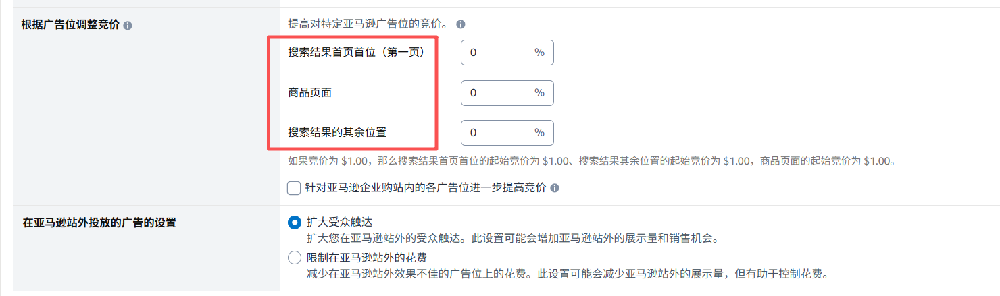 根据广告位调整竞价
提高对特定亚马逊广告位的竞价。
搜索结果首页首位（第一页） 0 %
商品页面 0 %
搜索结果的其余位置 0 %
如果竞价为 $1.00，那么搜索结果首页首位的起始竞价为 $1.00、搜索结果其余位置的起始竞价为 $1.00，商品页面的起始竞价为 $1.00。
针对亚马逊企业购站内的各广告位进一步提高竞价
在亚马逊站外投放的广告的设置
扩大受众触达
扩大您在亚马逊站外的受众触达。此设置可能会增加亚马逊站外的展示量和销售机会。
限制在亚马逊站外的花费
减少在亚马逊站外效果不佳的广告位上的花费。此设置可能会减少亚马逊站外的展示量，但有助于控制花费。